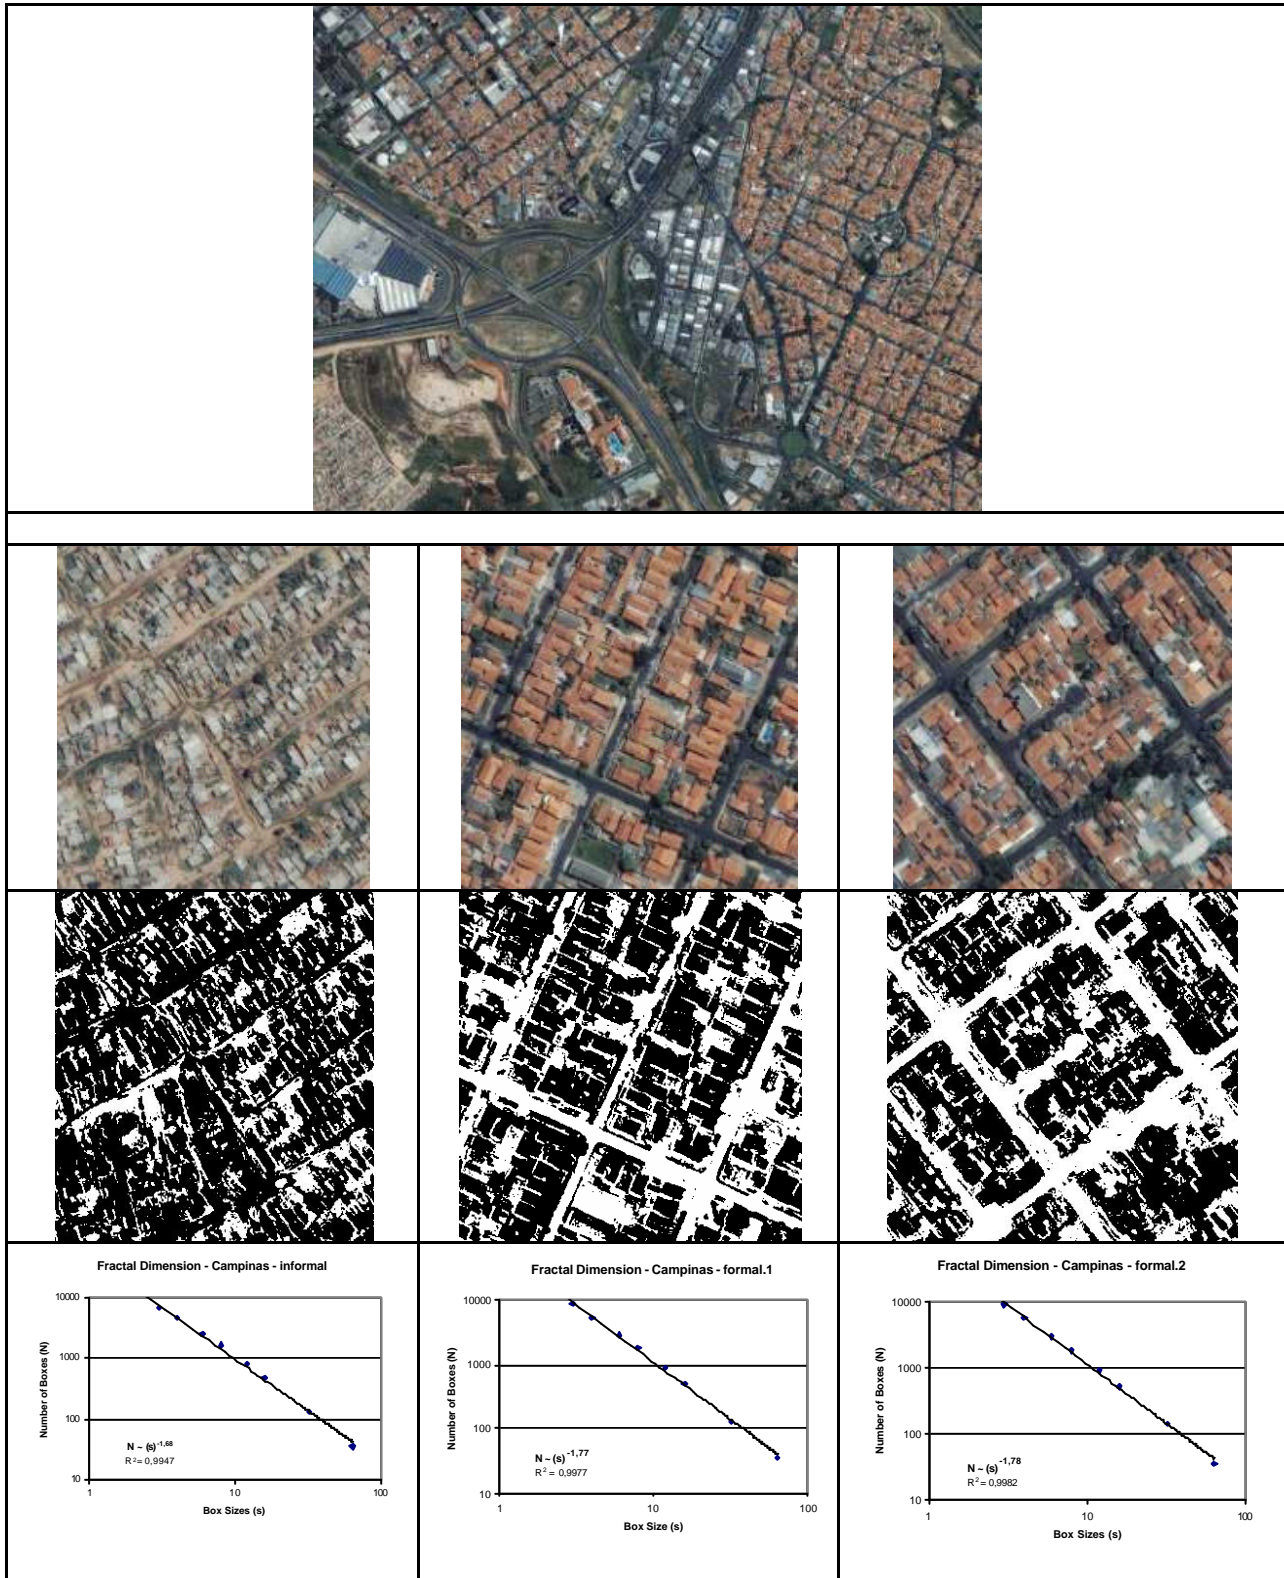 Fractal Dimension - Campinas - informal
10000
1000
100
10
1
10
100
Number of Boxes (N)
N ~ (s)-1,68
R2 = 0,9947
Box Sizes (s)
Fractal Dimension - Campinas - formal.1
10000
1000
100
10
1
10
100
Number of Boxes (N)
N ~ (s)-1,77
R2 = 0,9977
Box Size (s)
Fractal Dimension - Campinas - formal.2
10000
1000
100
10
1
10
100
Number of Boxes (N)
N ~ (s)-1,78
R2 = 0,9982
Box Sizes (s)